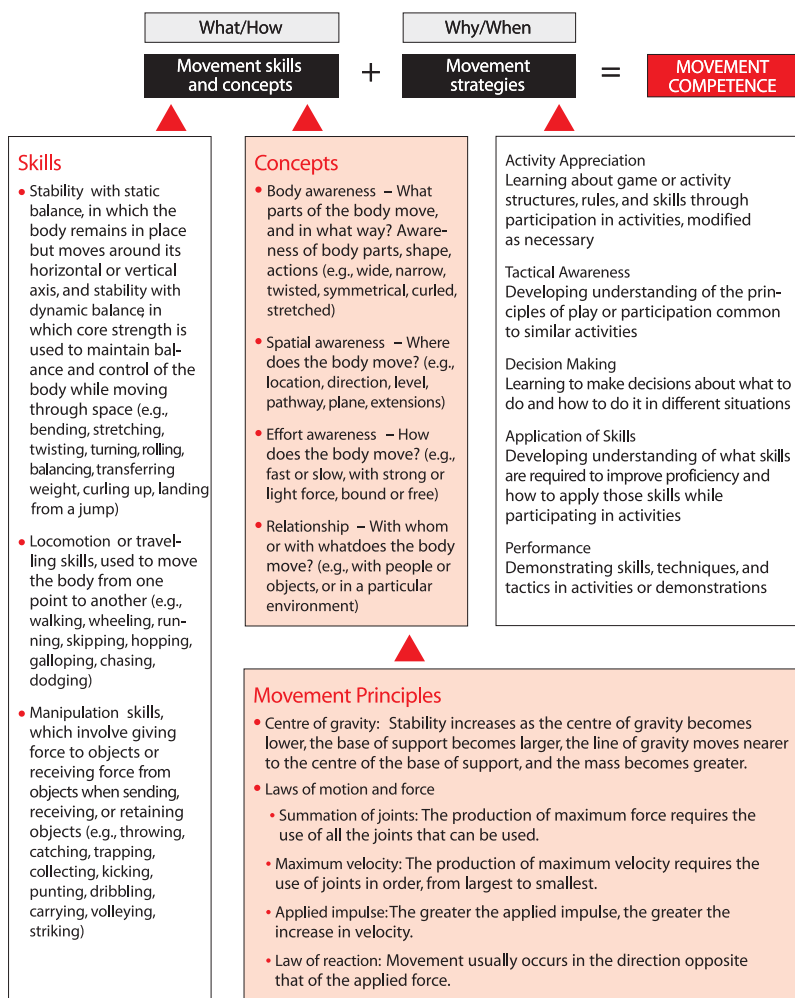 What/How
Why/When
Movement skills
and concepts
+
Movement
strategies
=
MOVEMENT
COMPETENCE
Skills
• Stability with static
balance, in which the
body remains in place
but moves around its
horizontal or vertical
axis, and stability with
dynamic balance, in
which core strength is
used to maintain bal-
ance and control of the
body while moving
through space (e.g.,
bending, stretching,
twisting, turning, rolling,
balancing, transferring
weight, curling up, landing
from a jump)
• Locomotion or travel-
ling skills, used to move
the body from one
point to another (e.g.,
walking, wheeling, run-
ning, skipping, hopping,
galloping, chasing,
dodging)
• Manipulation skills,
which involve giving
force to objects or
receiving force from
objects when sending,
receiving, or retaining
objects (e.g., throwing,
catching, trapping,
collecting, kicking,
punting, dribbling,
carrying, volleying,
striking)
Concepts
• Body awareness – What
parts of the body move,
and in what way? Aware-
ness of body parts, shape,
actions (e.g., wide, narrow,
twisted, symmetrical, curled,
stretched)
• Spatial awareness – Where
does the body move? (e.g.,
location, direction, level,
pathway, plane, extensions)
• Effort awareness – How
does the body move? (e.g.,
fast or slow, with strong or
light force, bound or free)
• Relationship – With whom
or with whatdoes the body
move? (e.g., with people or
objects, or in a particular
environment)
Activity Appreciation
Learning about game or activity
structures, rules, and skills through
participation in activities, modified
as necessary
Tactical Awareness
Developing understanding of the prin-
ciples of play or participation common
to similar activities
Decision Making
Learning to make decisions about what to
do and how to do it in different situations
Application of Skills
Developing understanding of what skills
are required to improve proficiency and
how to apply those skills while
participating in activities
Performance
Demonstrating skills, techniques, and
tactics in activities or demonstrations
Movement Principles
• Centre of gravity: Stability increases as the centre of gravity becomes
lower, the base of support becomes larger, the line of gravity moves nearer
to the centre of the base of support, and the mass becomes greater.
• Laws of motion and force
• Summation of joints: The production of maximum force requires the
use of all the joints that can be used.
• Maximum velocity: The production of maximum velocity requires the
use of joints in order, from largest to smallest.
• Applied impulse: The greater the applied impulse, the greater the
increase in velocity.
• Law of reaction: Movement usually occurs in the direction opposite
that of the applied force.